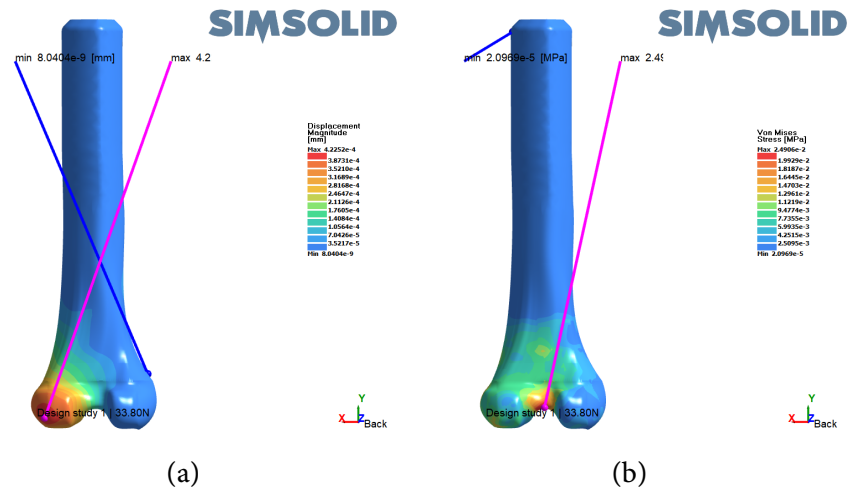 SIMSOLID
min 8.0404e-9 [mm]
max 4.2
Displacement
Magnitude
[mm]
Max 4.2252e-4
3.8731e-4
3.5210e-4
3.1689e-4
2.8168e-4
2.4647e-4
2.1126e-4
1.7605e-4
1.4084e-4
1.0564e-4
7.0426e-5
3.5217e-5
Min 8.0404e-9
Design study 1 | 33.80N
Y
X
Z
Back
(a)
SIMSOLID
min 2.0969e-5 [MPa]
max 2.49
Von Mises
Stress [MPa]
Max 2.4906e-2
1.9929e-2
1.8187e-2
1.6445e-2
1.4703e-2
1.2961e-2
1.1219e-2
9.4774e-3
7.7355e-3
5.9935e-3
4.2515e-3
2.5095e-3
Min 2.0969e-5
Design study 1 | 33.80N
Y
X
Z
Back
(b)